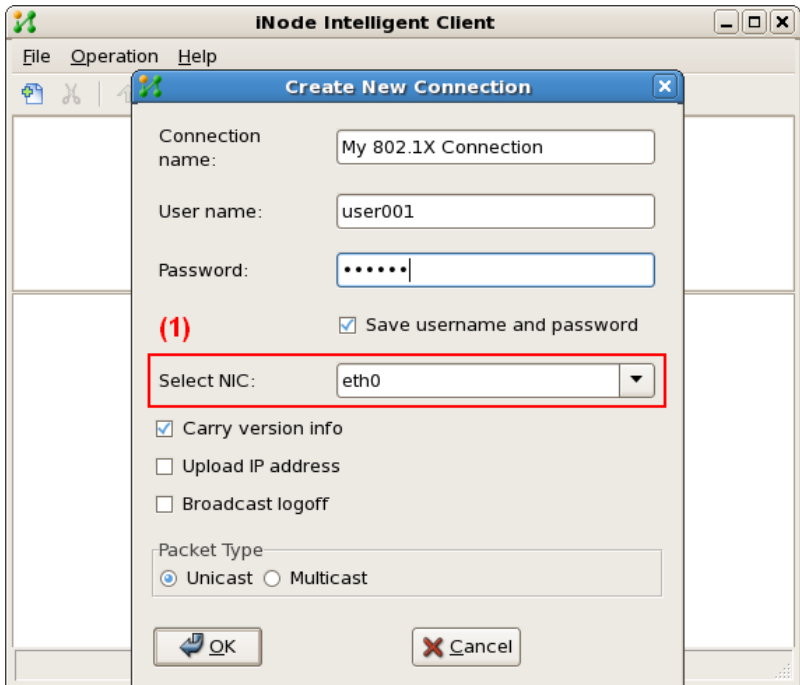 iNode Intelligent Client
File Operation Help
Create New Connection
Connection
name:
My 802.1X Connection
User name:
user001
Password:
••••••
(1)
Save username and password
Select NIC:
eth0
Carry version info
Upload IP address
Broadcast logoff
Packet Type
Unicast Multicast
OK Cancel